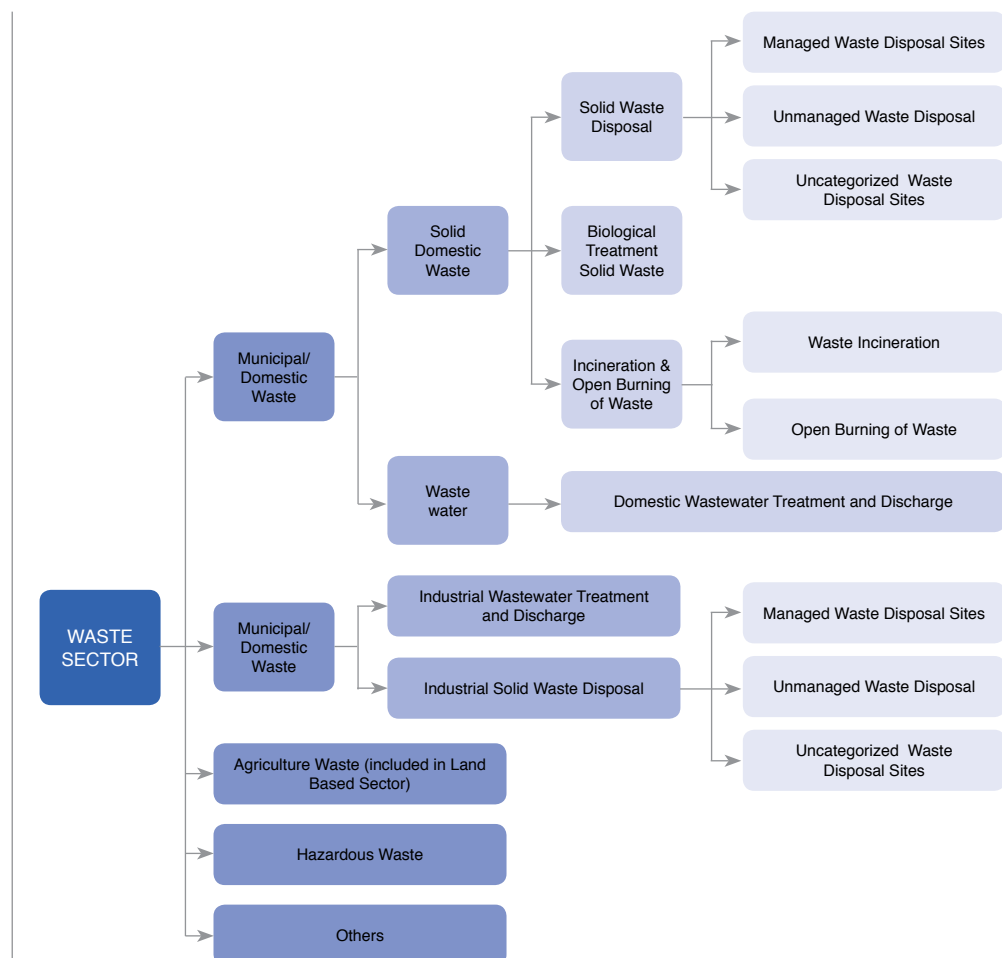 WASTE
SECTOR
Municipal/
Domestic
Waste
Solid
Domestic
Waste
Solid Waste
Disposal
Managed Waste Disposal Sites
Unmanaged Waste Disposal
Uncategorized Waste
Disposal Sites
Biological
Treatment
Solid Waste
Incineration &
Open Burning
of Waste
Waste Incineration
Open Burning of Waste
Waste
water
Domestic Wastewater Treatment and Discharge
Municipal/
Domestic
Waste
Industrial Wastewater Treatment
and Discharge
Industrial Solid Waste Disposal
Managed Waste Disposal Sites
Unmanaged Waste Disposal
Uncategorized Waste
Disposal Sites
Agriculture Waste (included in Land
Based Sector)
Hazardous Waste
Others